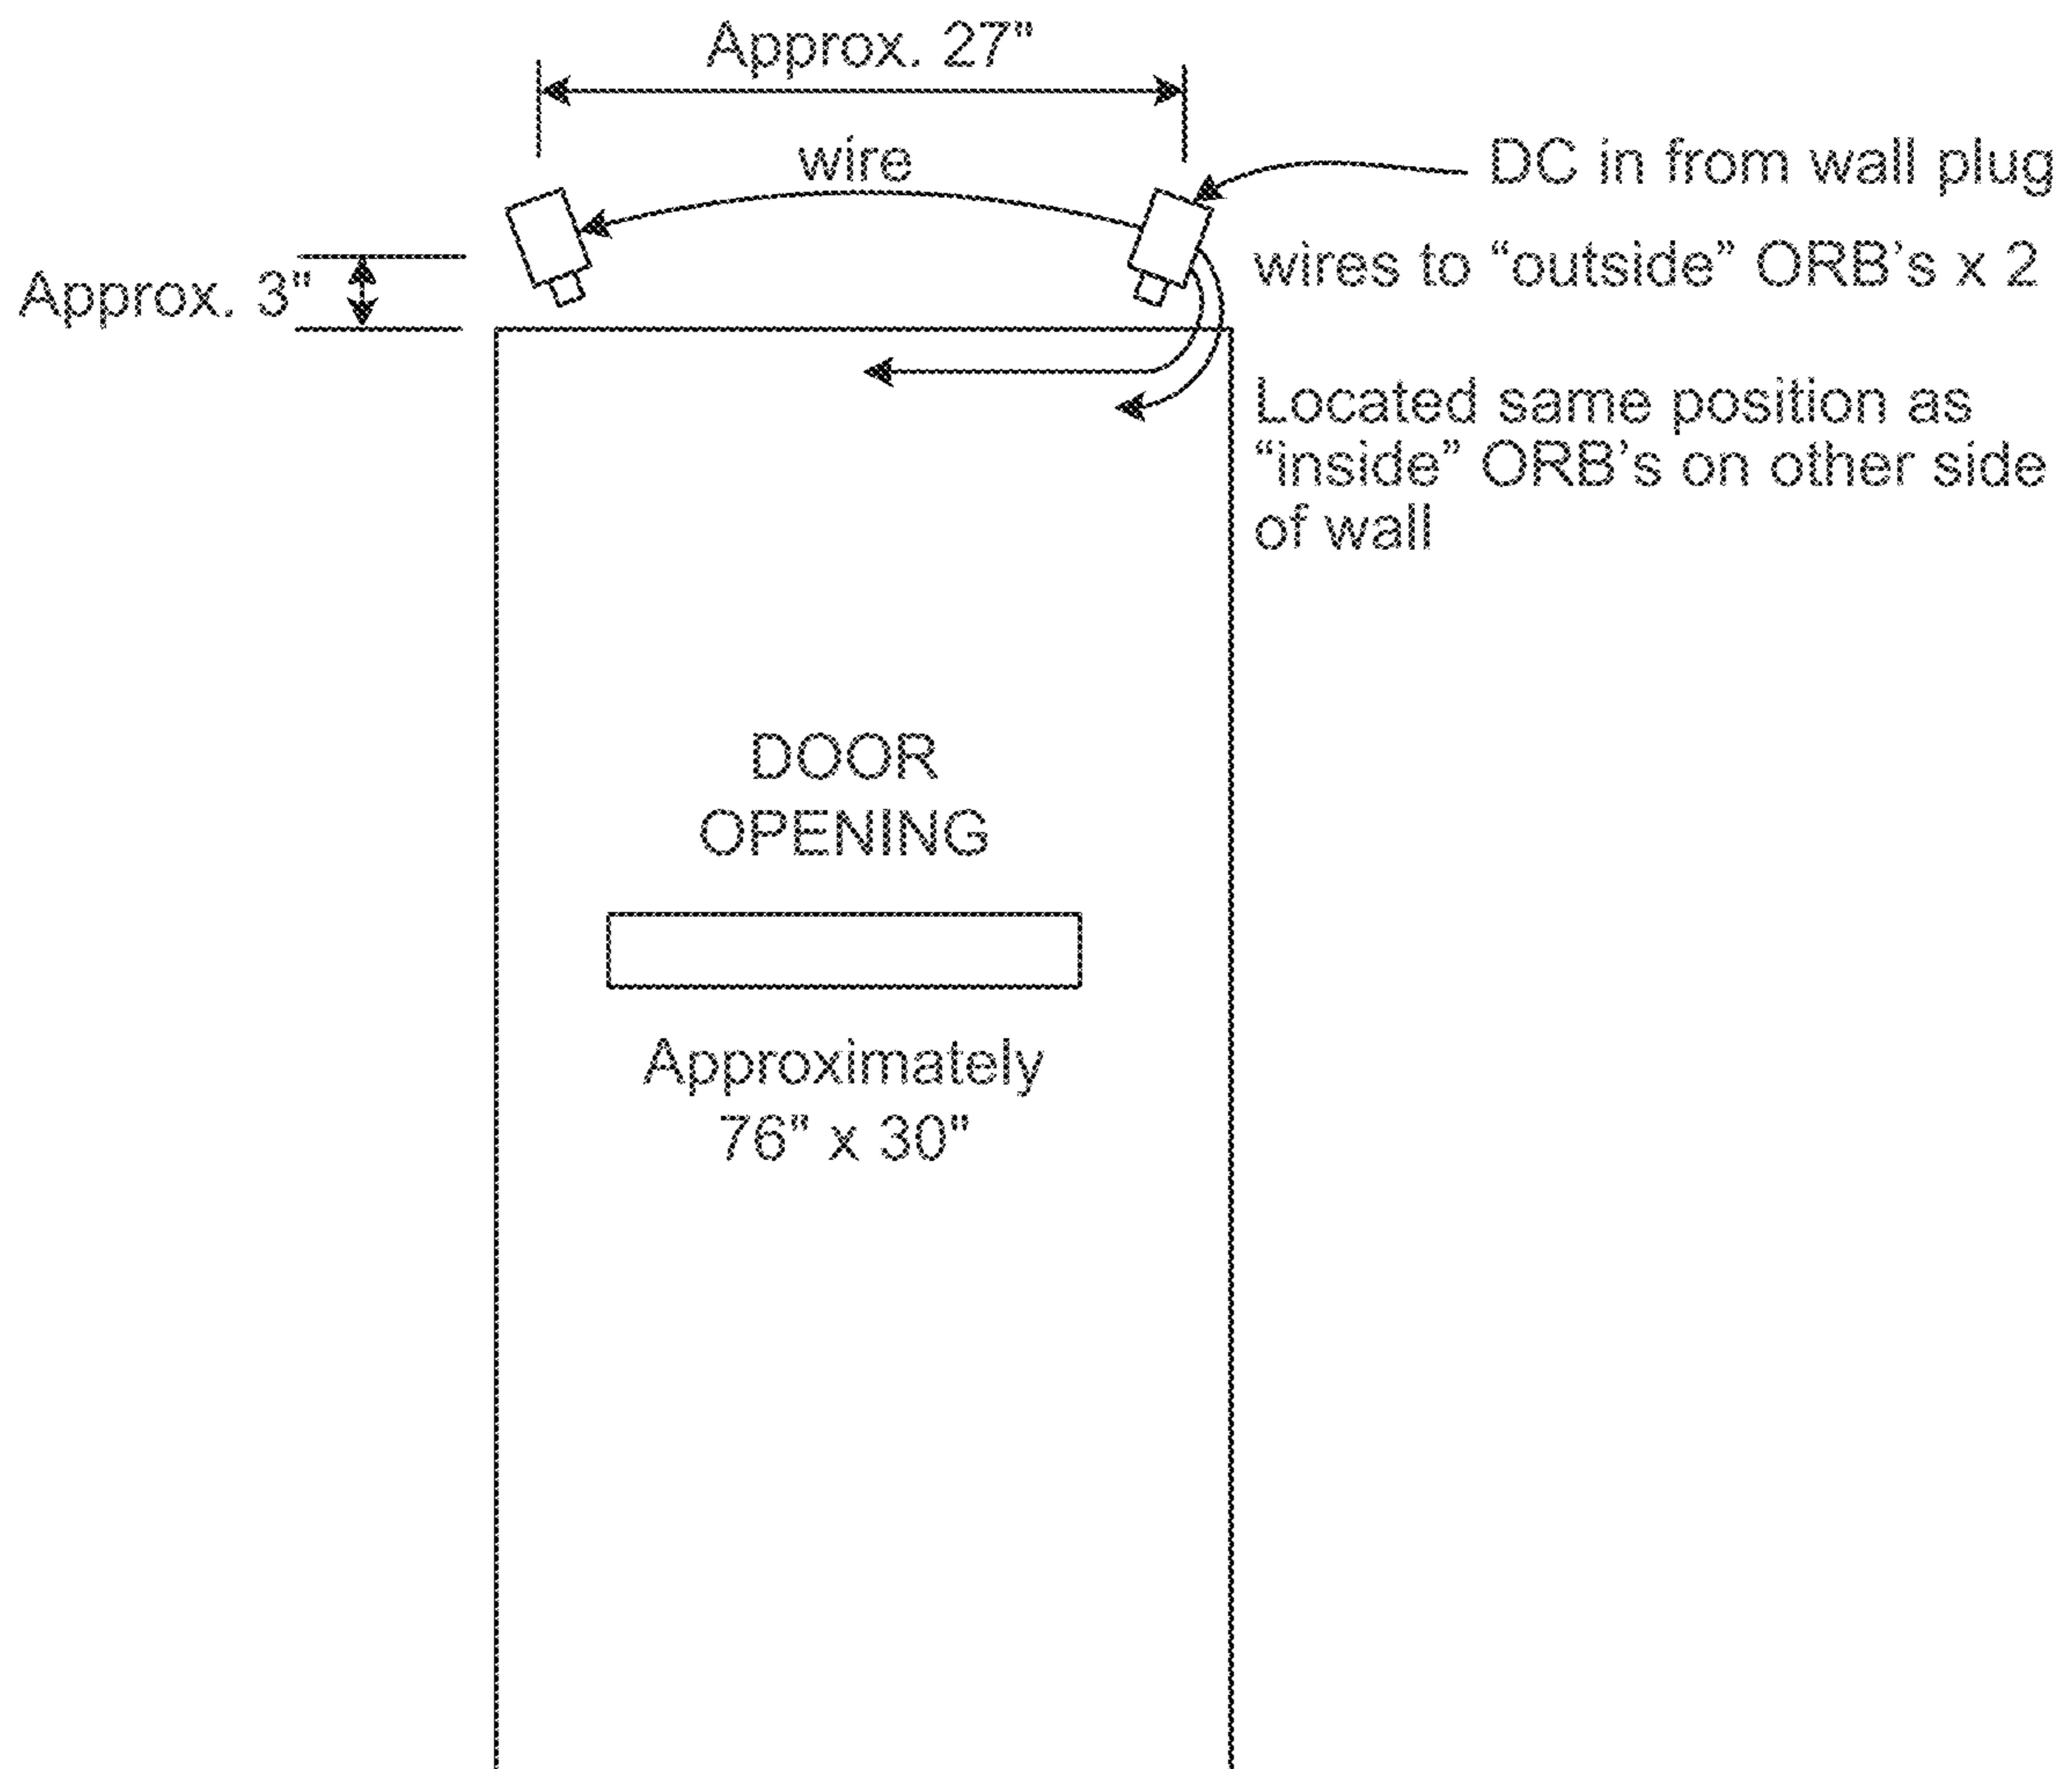 Approx. 27"
wire
DC in from wall plug
wires to “outside” ORB’s x 2
Approx. 3"
Located same position as
“inside” ORB’s on other side
of wall
DOOR
OPENING
Approximately
76" x 30"